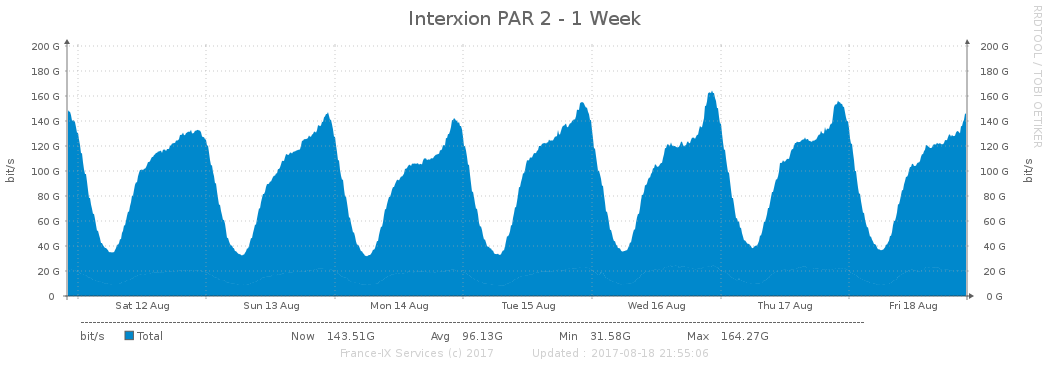 Interxion PAR 2 - 1 Week
RRDTOOL / TOBI OETIKER
bit/s
200 G 200 G
180 G 180 G
160 G 160 G
140 G 140 G
120 G 120 G
100 G 100 G
80 G 80 G
60 G 60 G
40 G 40 G
20 G 20 G
0 0 G
bit/s
Sat 12 Aug Sun 13 Aug Mon 14 Aug Tue 15 Aug Wed 16 Aug Thu 17 Aug Fri 18 Aug
bit/s Total Now 143.51G Avg 96.13G Min 31.58G Max 164.27G
France-IX Services (c) 2017 Updated : 2017-08-18 21:55:06